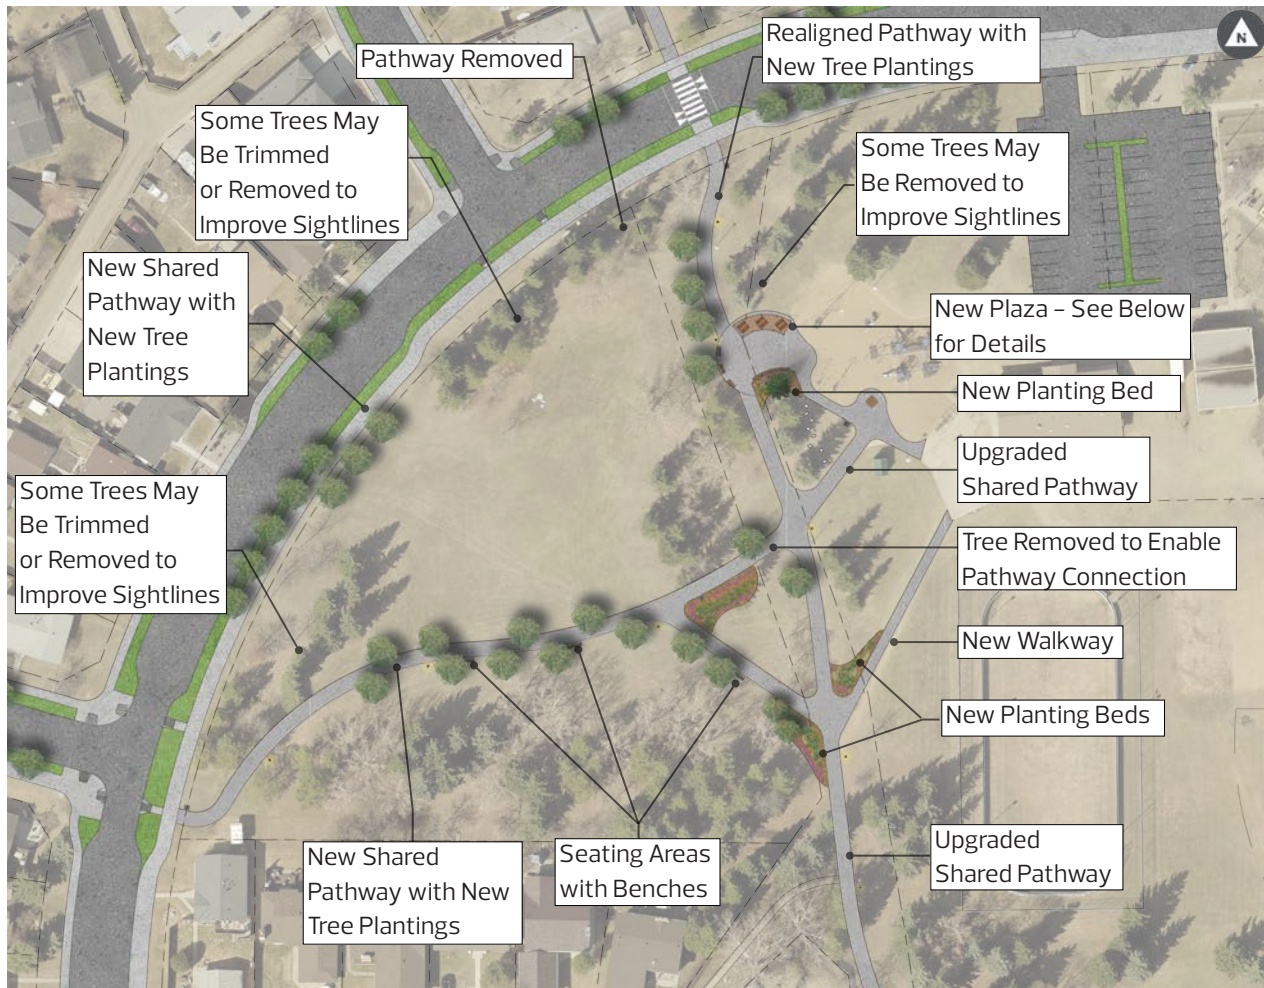 Realigned Pathway with
New Tree Plantings
N
Pathway Removed
Some Trees May
Be Trimmed
or Removed to
Improve Sightlines
Some Trees May
Be Removed to
Improve Sightlines
New Shared
Pathway with
New Tree
Plantings
New Plaza – See Below
for Details
New Planting Bed
Upgraded
Shared Pathway
Some Trees May
Be Trimmed
or Removed to
Improve Sightlines
Tree Removed to Enable
Pathway Connection
New Walkway
New Planting Beds
Upgraded
Shared Pathway
New Shared
Pathway with New
Tree Plantings
Seating Areas
with Benches